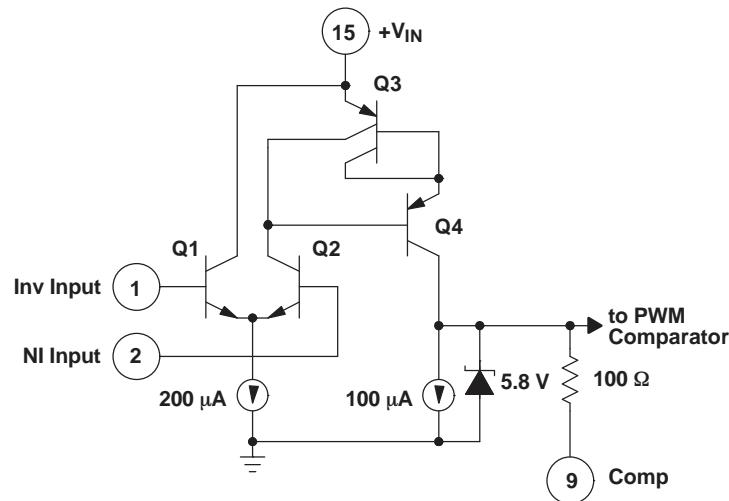 15
+VIN
Q3
Q4
Q1
Q2
Inv Input
1
NI Input
2
to PWM
Comparator
200 μA
100 μA
5.8 V
100 Ω
9
Comp